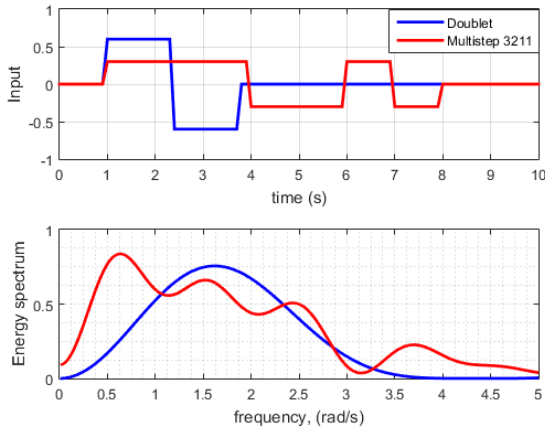 1
0.5
0
-0.5
-1
Input
Doublet
Multistep 3211
0 1 2 3 4 5 6 7 8 9 10
time (s)
1
0.5
0
Energy spectrum
0 0.5 1 1.5 2 2.5 3 3.5 4 4.5 5
frequency, (rad/s)